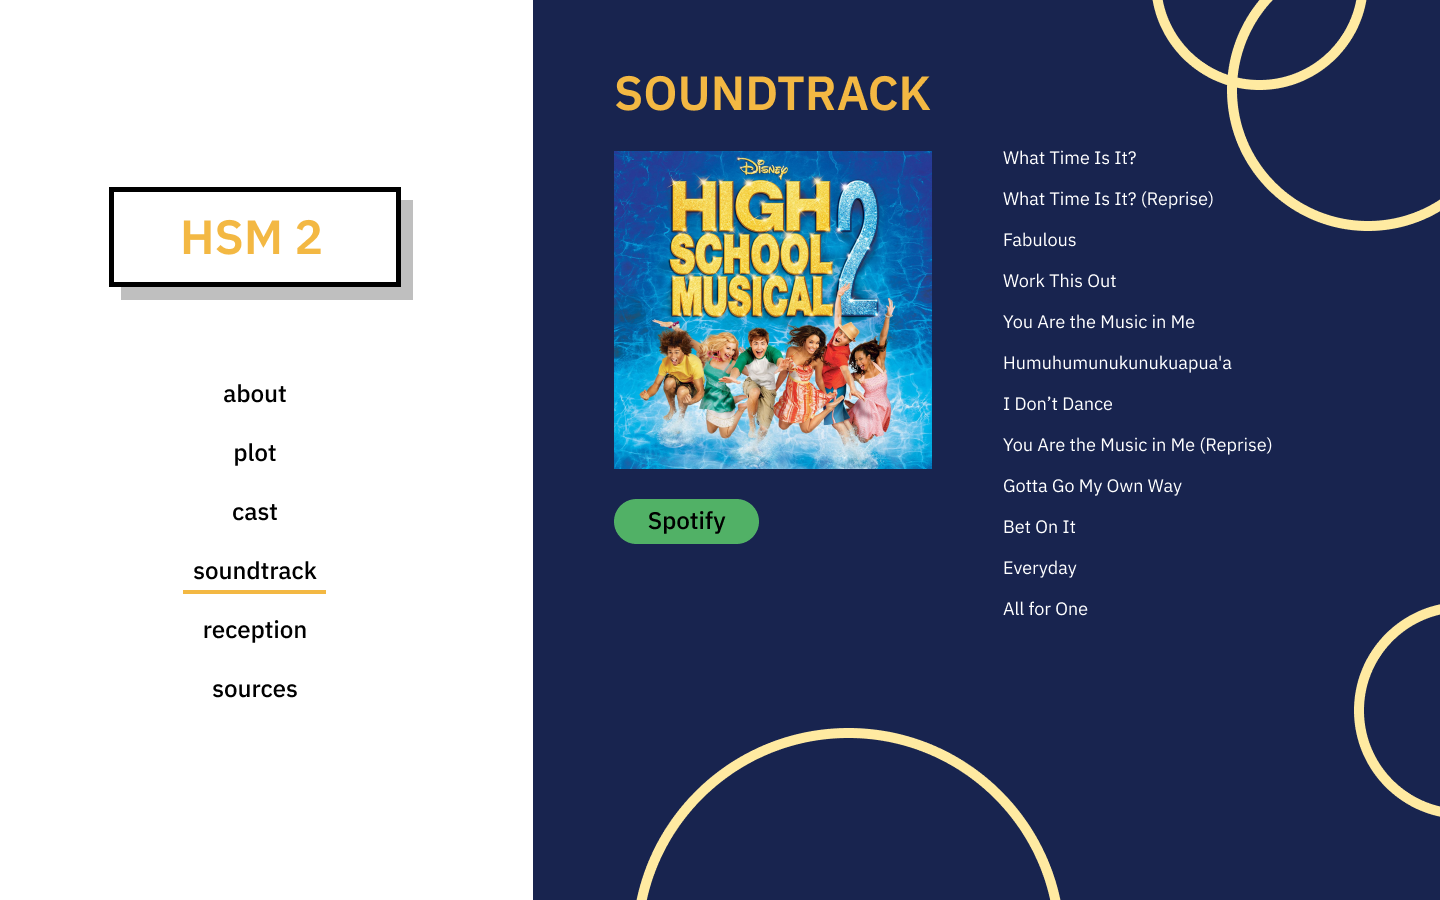 HSM 2
about
plot
cast
soundtrack
reception
sources
SOUNDTRACK
Disney
HIGH
SCHOOL
MUSICAL 2
Spotify
What Time Is It?
What Time Is It? (Reprise)
Fabulous
Work This Out
You Are the Music in Me
Humuhumunukunukuapua'a
I Don’t Dance
You Are the Music in Me (Reprise)
Gotta Go My Own Way
Bet On It
Everyday
All for One